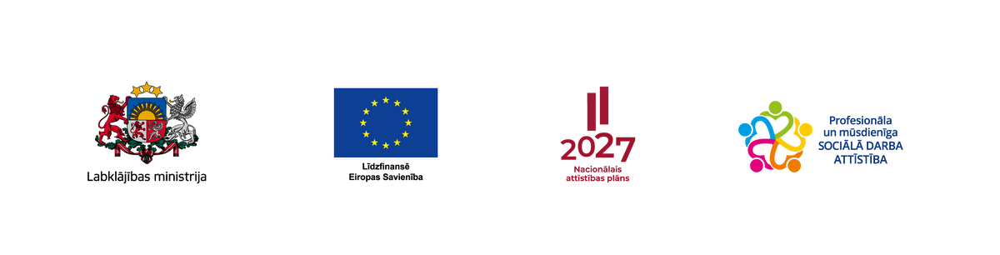 Labklājības ministrija
Līdzfinansē
Eiropas Savienība
2027
Nacionālais
attīstības plāns
Profesionāla
un mūsdienīga
SOCIĀLĀ DARBA
ATTĪSTĪBA